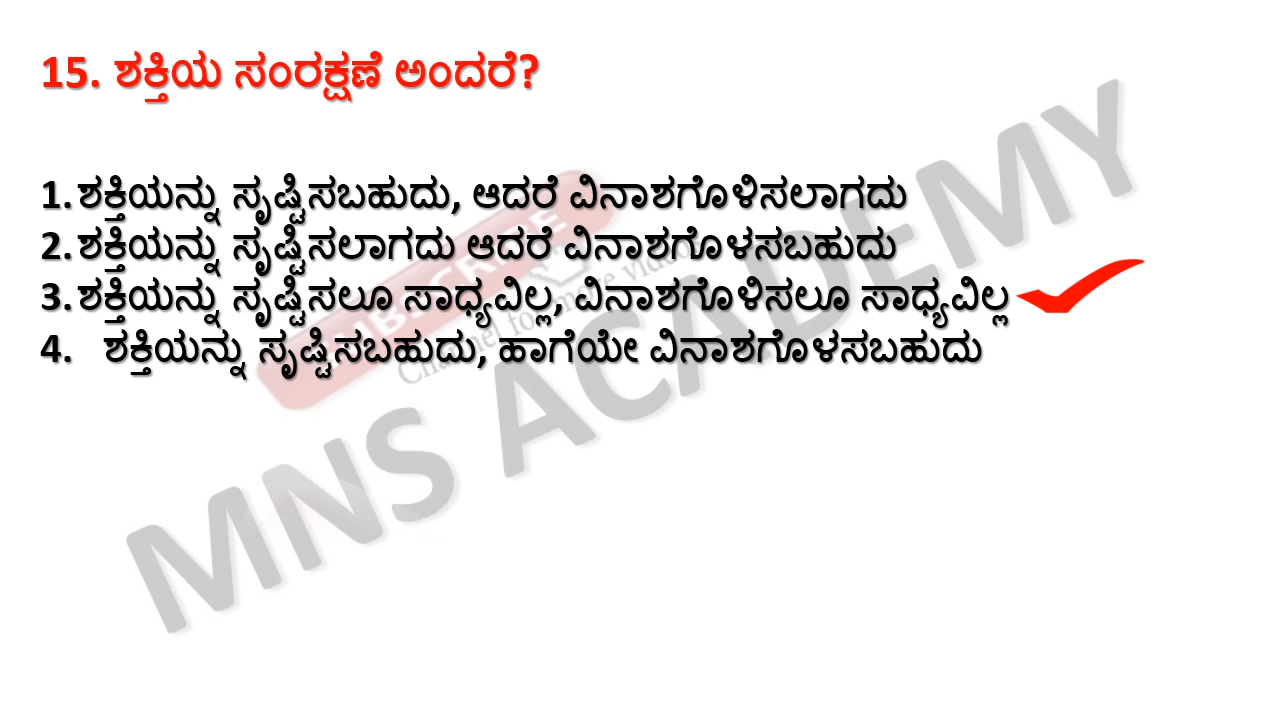 15. ಶಕ್ತಿಯ ಸಂರಕ್ಷಣೆ ಅಂದರೆ?
1. ಶಕ್ತಿಯನ್ನು ಸೃಷ್ಟಿಸಬಹುದು, ಆದರೆ ವಿನಾಶಗೊಳಿಸಲಾಗದು
2. ಶಕ್ತಿಯನ್ನು ಸೃಷ್ಟಿಸಲಾಗದು ಆದರೆ ವಿನಾಶಗೊಳಸಬಹುದು
3. ಶಕ್ತಿಯನ್ನು ಸೃಷ್ಟಿಸಲೂ ಸಾಧ್ಯವಿಲ್ಲ, ವಿನಾಶಗೊಳಿಸಲೂ ಸಾಧ್ಯವಿಲ್ಲ
4. ಶಕ್ತಿಯನ್ನು ಸೃಷ್ಟಿಸಬಹುದು, ಹಾಗೆಯೇ ವಿನಾಶಗೊಳಸಬಹುದು
MNS ACADEMY